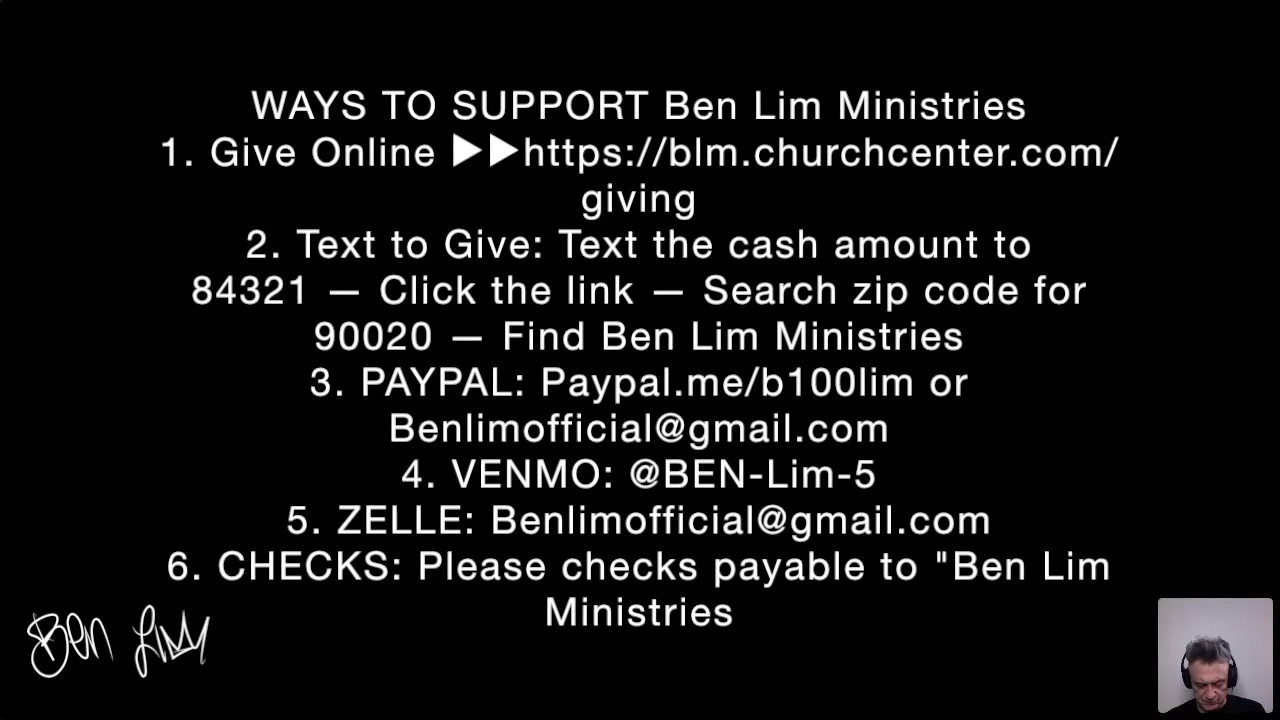 WAYS TO SUPPORT Ben Lim Ministries
1. Give Online ▶▶https://blm.churchcenter.com/
giving
2. Text to Give: Text the cash amount to
84321 — Click the link — Search zip code for
90020 — Find Ben Lim Ministries
3. PAYPAL: Paypal.me/b100lim or
Benlimofficial@gmail.com
4. VENMO: @BEN-Lim-5
5. ZELLE: Benlimofficial@gmail.com
6. CHECKS: Please checks payable to "Ben Lim
Ministries
Ben Lim